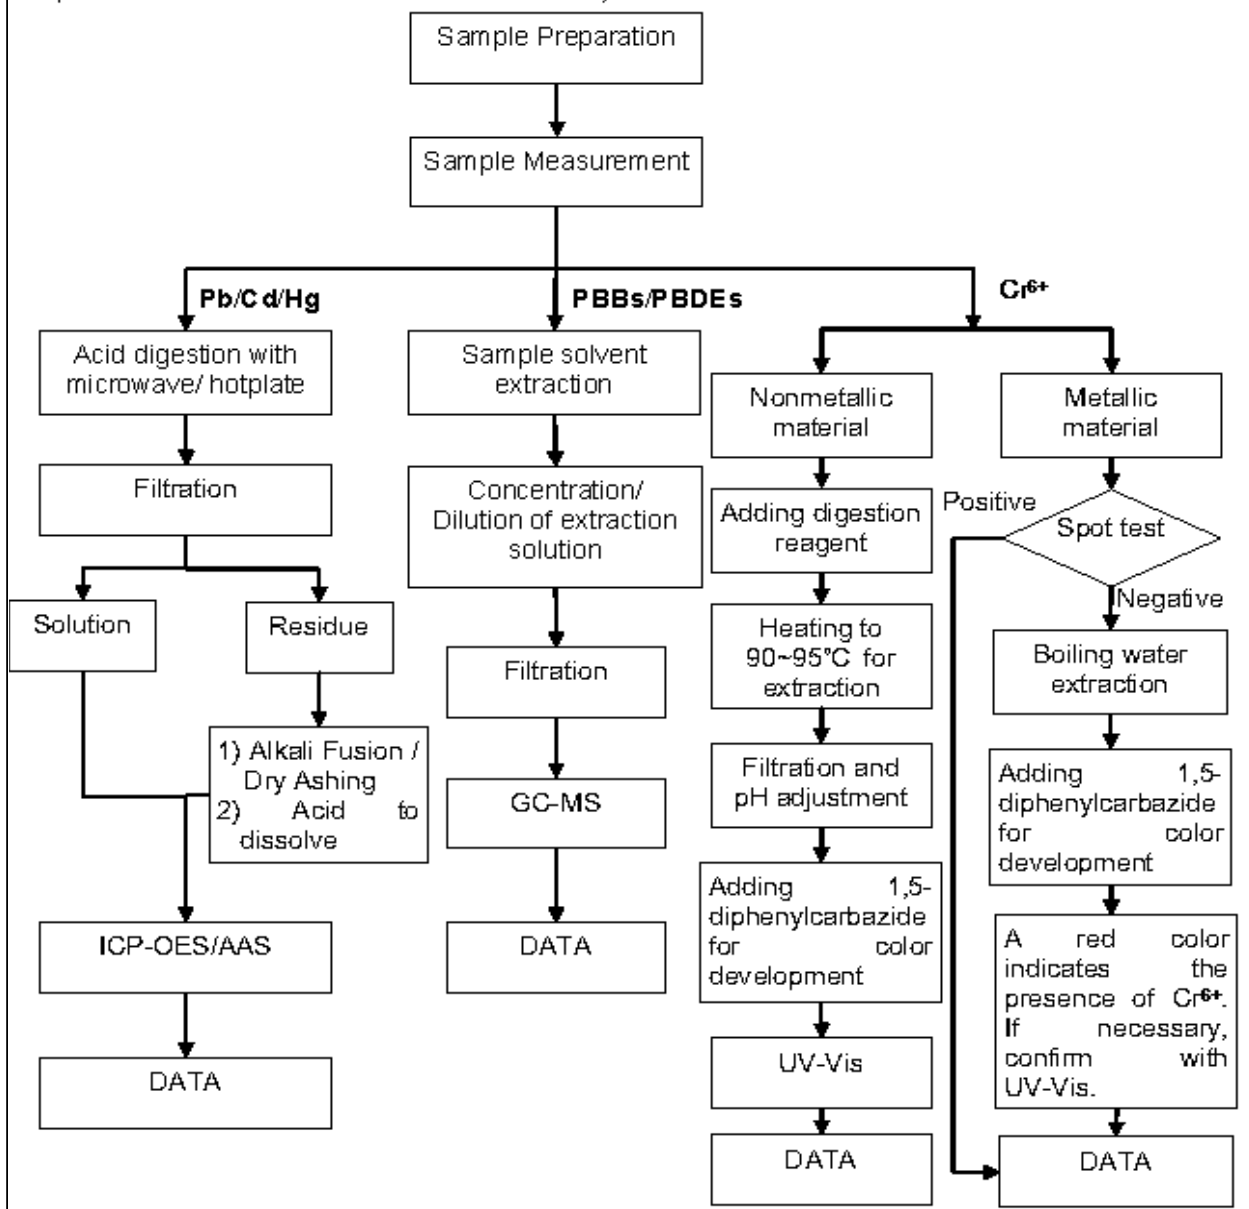 Sample Preparation
Sample Measurement
Pb/Cd/Hg
PBBs/PBDEs
Cr⁶⁺
Acid digestion with
microwave/ hotplate
Filtration
Solution
Residue
1) Alkali Fusion /
Dry Ashing
2) Acid to
dissolve
ICP-OES/AAS
DATA
Sample solvent
extraction
Concentration/
Dilution of extraction
solution
Filtration
GC-MS
DATA
Nonmetallic
material
Adding digestion
reagent
Heating to
90~95°C for
extraction
Filtration and
pH adjustment
Adding 1,5-
diphenylcarbazide
for color
development
UV-Vis
DATA
Metallic
material
Positive
Spot test
Negative
Boiling water
extraction
Adding 1,5-
diphenylcarbazide
for color
development
A red color
indicates the
presence of Cr⁶⁺.
If necessary,
confirm with
UV-Vis.
DATA